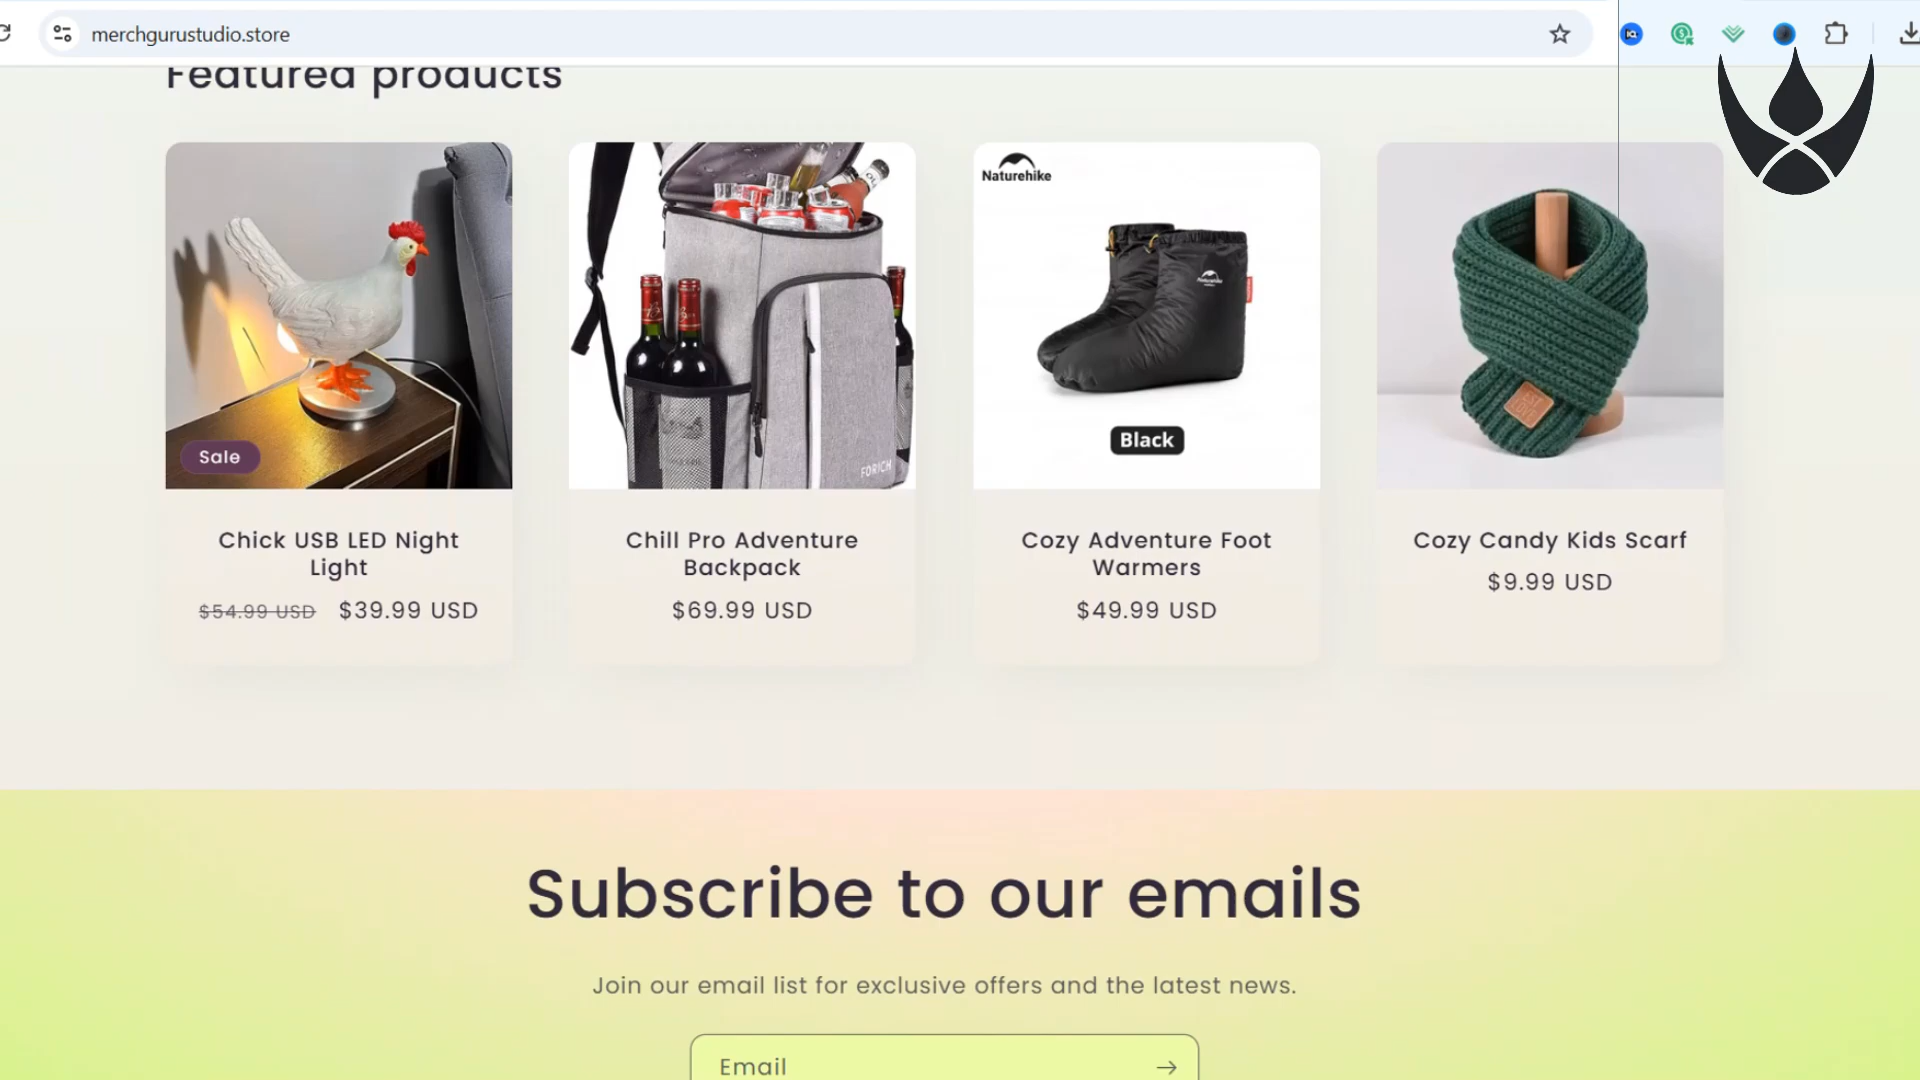 merchgurustudio.store
Featured products
Naturehike
Naturehike
FORICH
Black
Sale
Chick USB LED Night
Light
$54.99 USD $39.99 USD
Chill Pro Adventure
Backpack
$69.99 USD
Cozy Adventure Foot
Warmers
$49.99 USD
Cozy Candy Kids Scarf
$9.99 USD
Subscribe to our emails
Join our email list for exclusive offers and the latest news.
Email